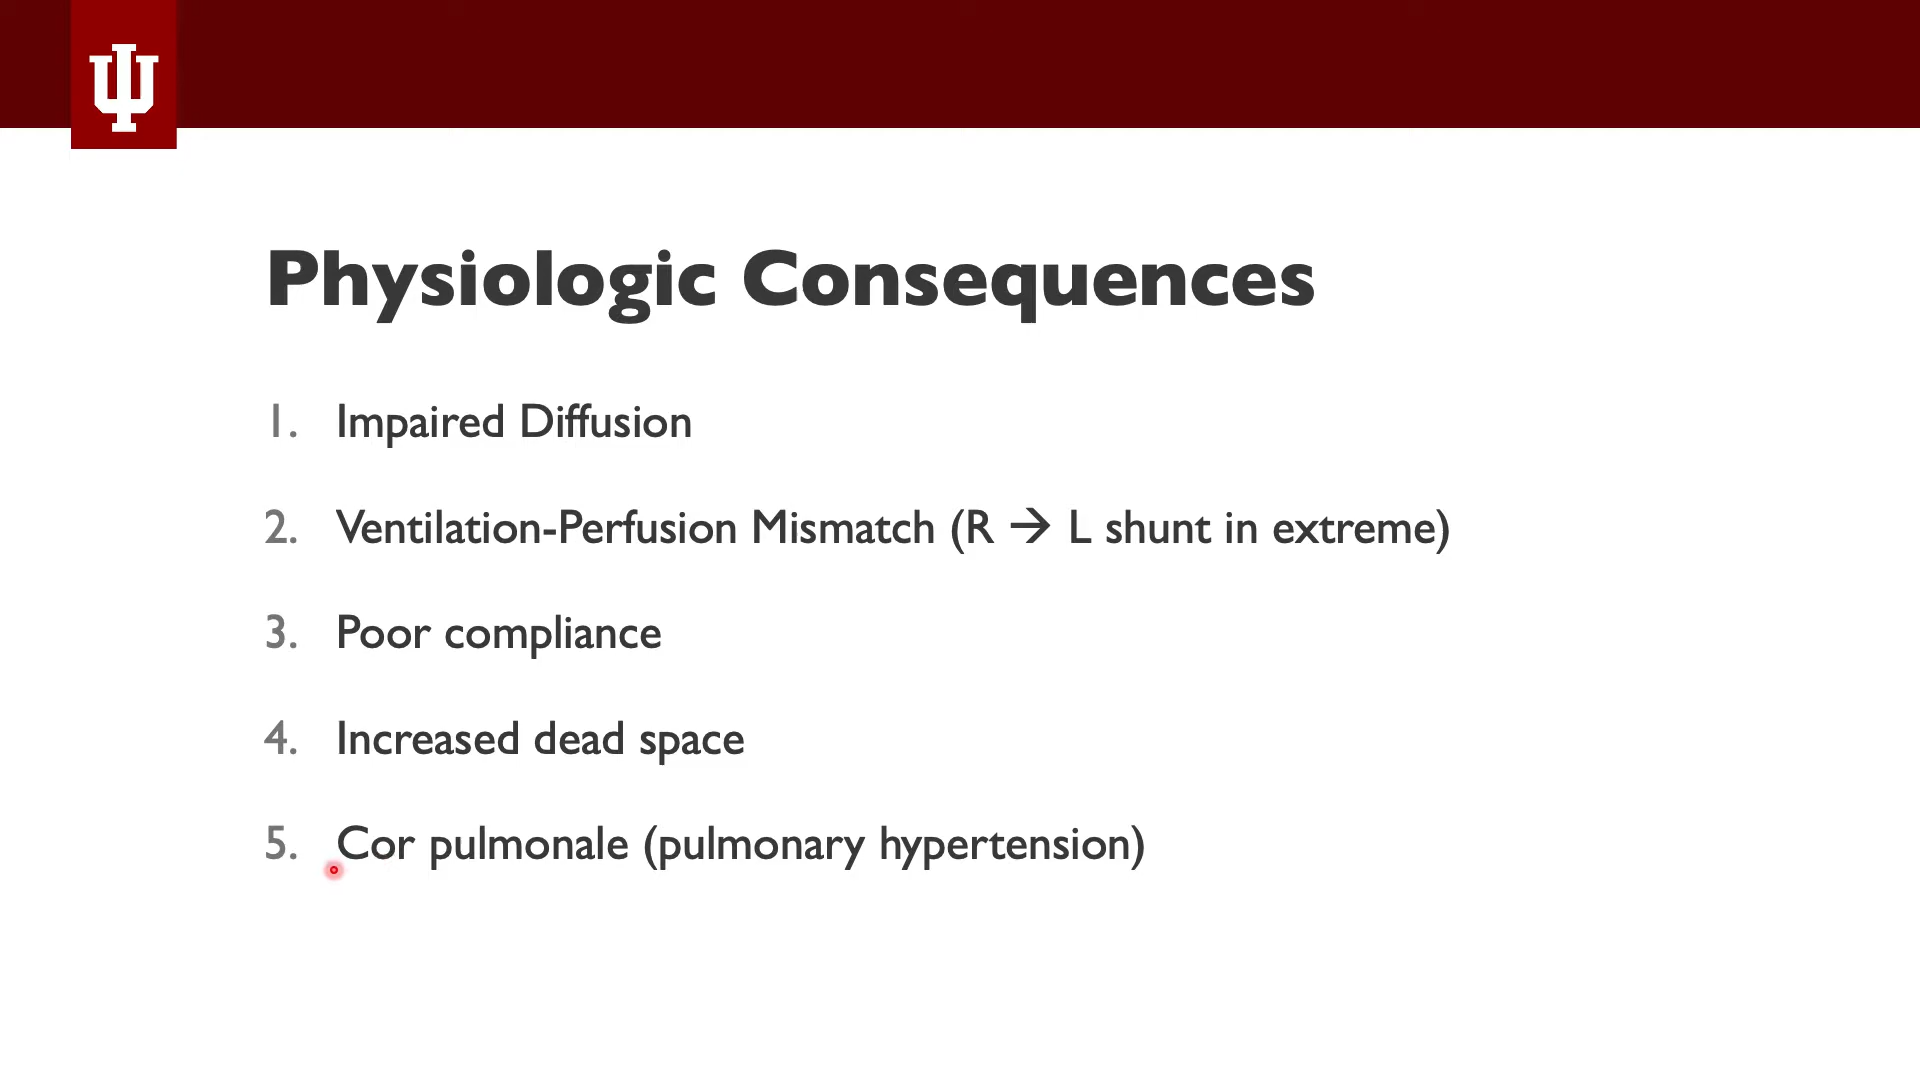 Physiologic Consequences
1. Impaired Diffusion
2. Ventilation-Perfusion Mismatch (R → L shunt in extreme)
3. Poor compliance
4. Increased dead space
5. Cor pulmonale (pulmonary hypertension)